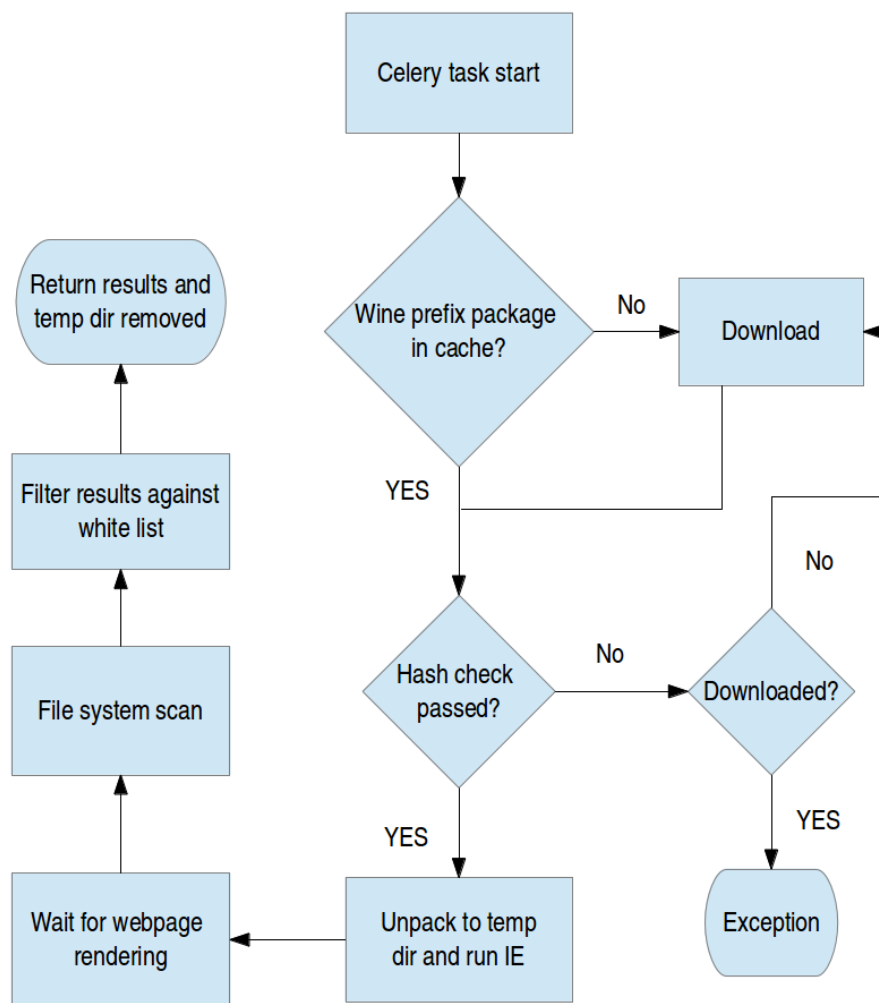 Celery task start
Wine prefix package
in cache?
No
Download
YES
Hash check
passed?
No
Downloaded?
No
YES
Exception
YES
Unpack to temp
dir and run IE
Wait for webpage
rendering
File system scan
Filter results against
white list
Return results and
temp dir removed